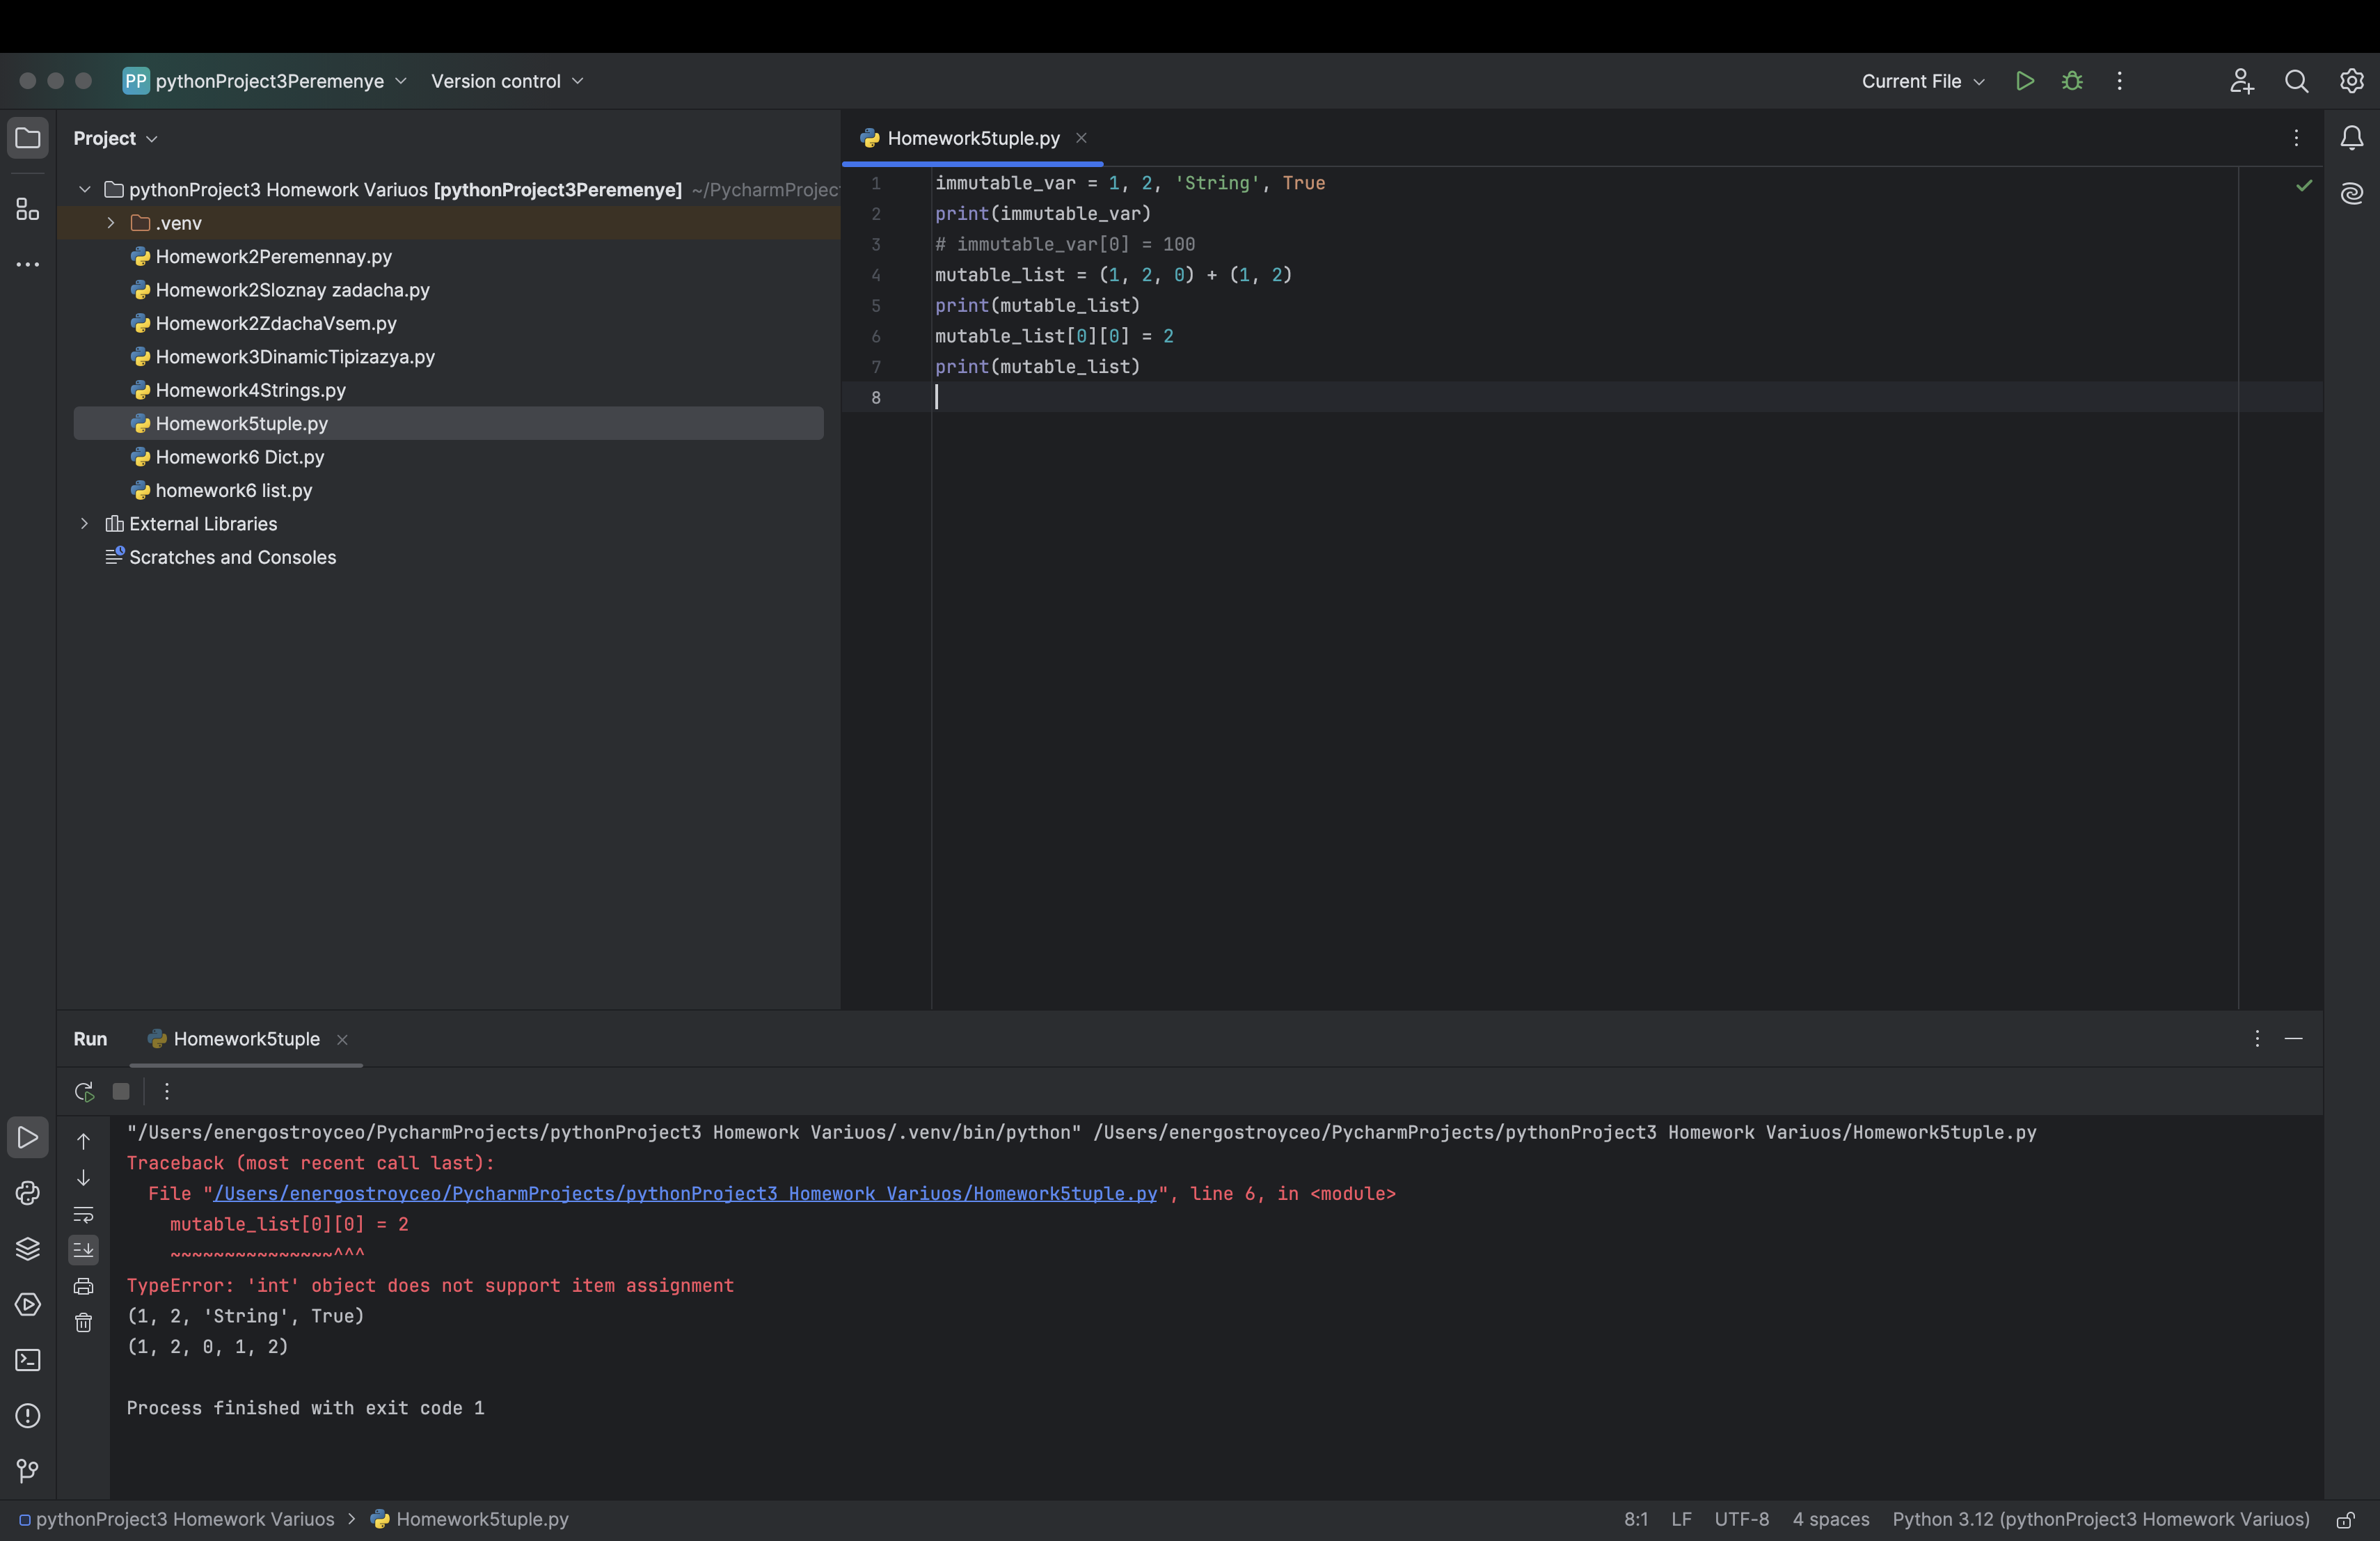 PP pythonProject3Peremenye Version control Current File
Project
pythonProject3 Homework Variuos [pythonProject3Peremenye] ~/PycharmProjec
.venv
Homework2Peremennay.py
Homework2Sloznay zadacha.py
Homework2ZdachaVsem.py
Homework3DinamicTipizazya.py
Homework4Strings.py
Homework5tuple.py
Homework6 Dict.py
homework6 list.py
External Libraries
Scratches and Consoles
Homework5tuple.py
1 immutable_var = 1, 2, 'String', True
2 print(immutable_var)
3 # immutable_var[0] = 100
4 mutable_list = (1, 2, 0) + (1, 2)
5 print(mutable_list)
6 mutable_list[0][0] = 2
7 print(mutable_list)
8
Run Homework5tuple
"/Users/energostroyceo/PycharmProjects/pythonProject3 Homework Variuos/.venv/bin/python" /Users/energostroyceo/PycharmProjects/pythonProject3 Homework Variuos/Homework5tuple.py
Traceback (most recent call last):
File "/Users/energostroyceo/PycharmProjects/pythonProject3 Homework Variuos/Homework5tuple.py", line 6, in <module>
mutable_list[0][0] = 2
~~~~~~~~~~~~~~~^^^
TypeError: 'int' object does not support item assignment
(1, 2, 'String', True)
(1, 2, 0, 1, 2)
Process finished with exit code 1
pythonProject3 Homework Variuos > Homework5tuple.py 8:1 LF UTF-8 4 spaces Python 3.12 (pythonProject3 Homework Variuos)